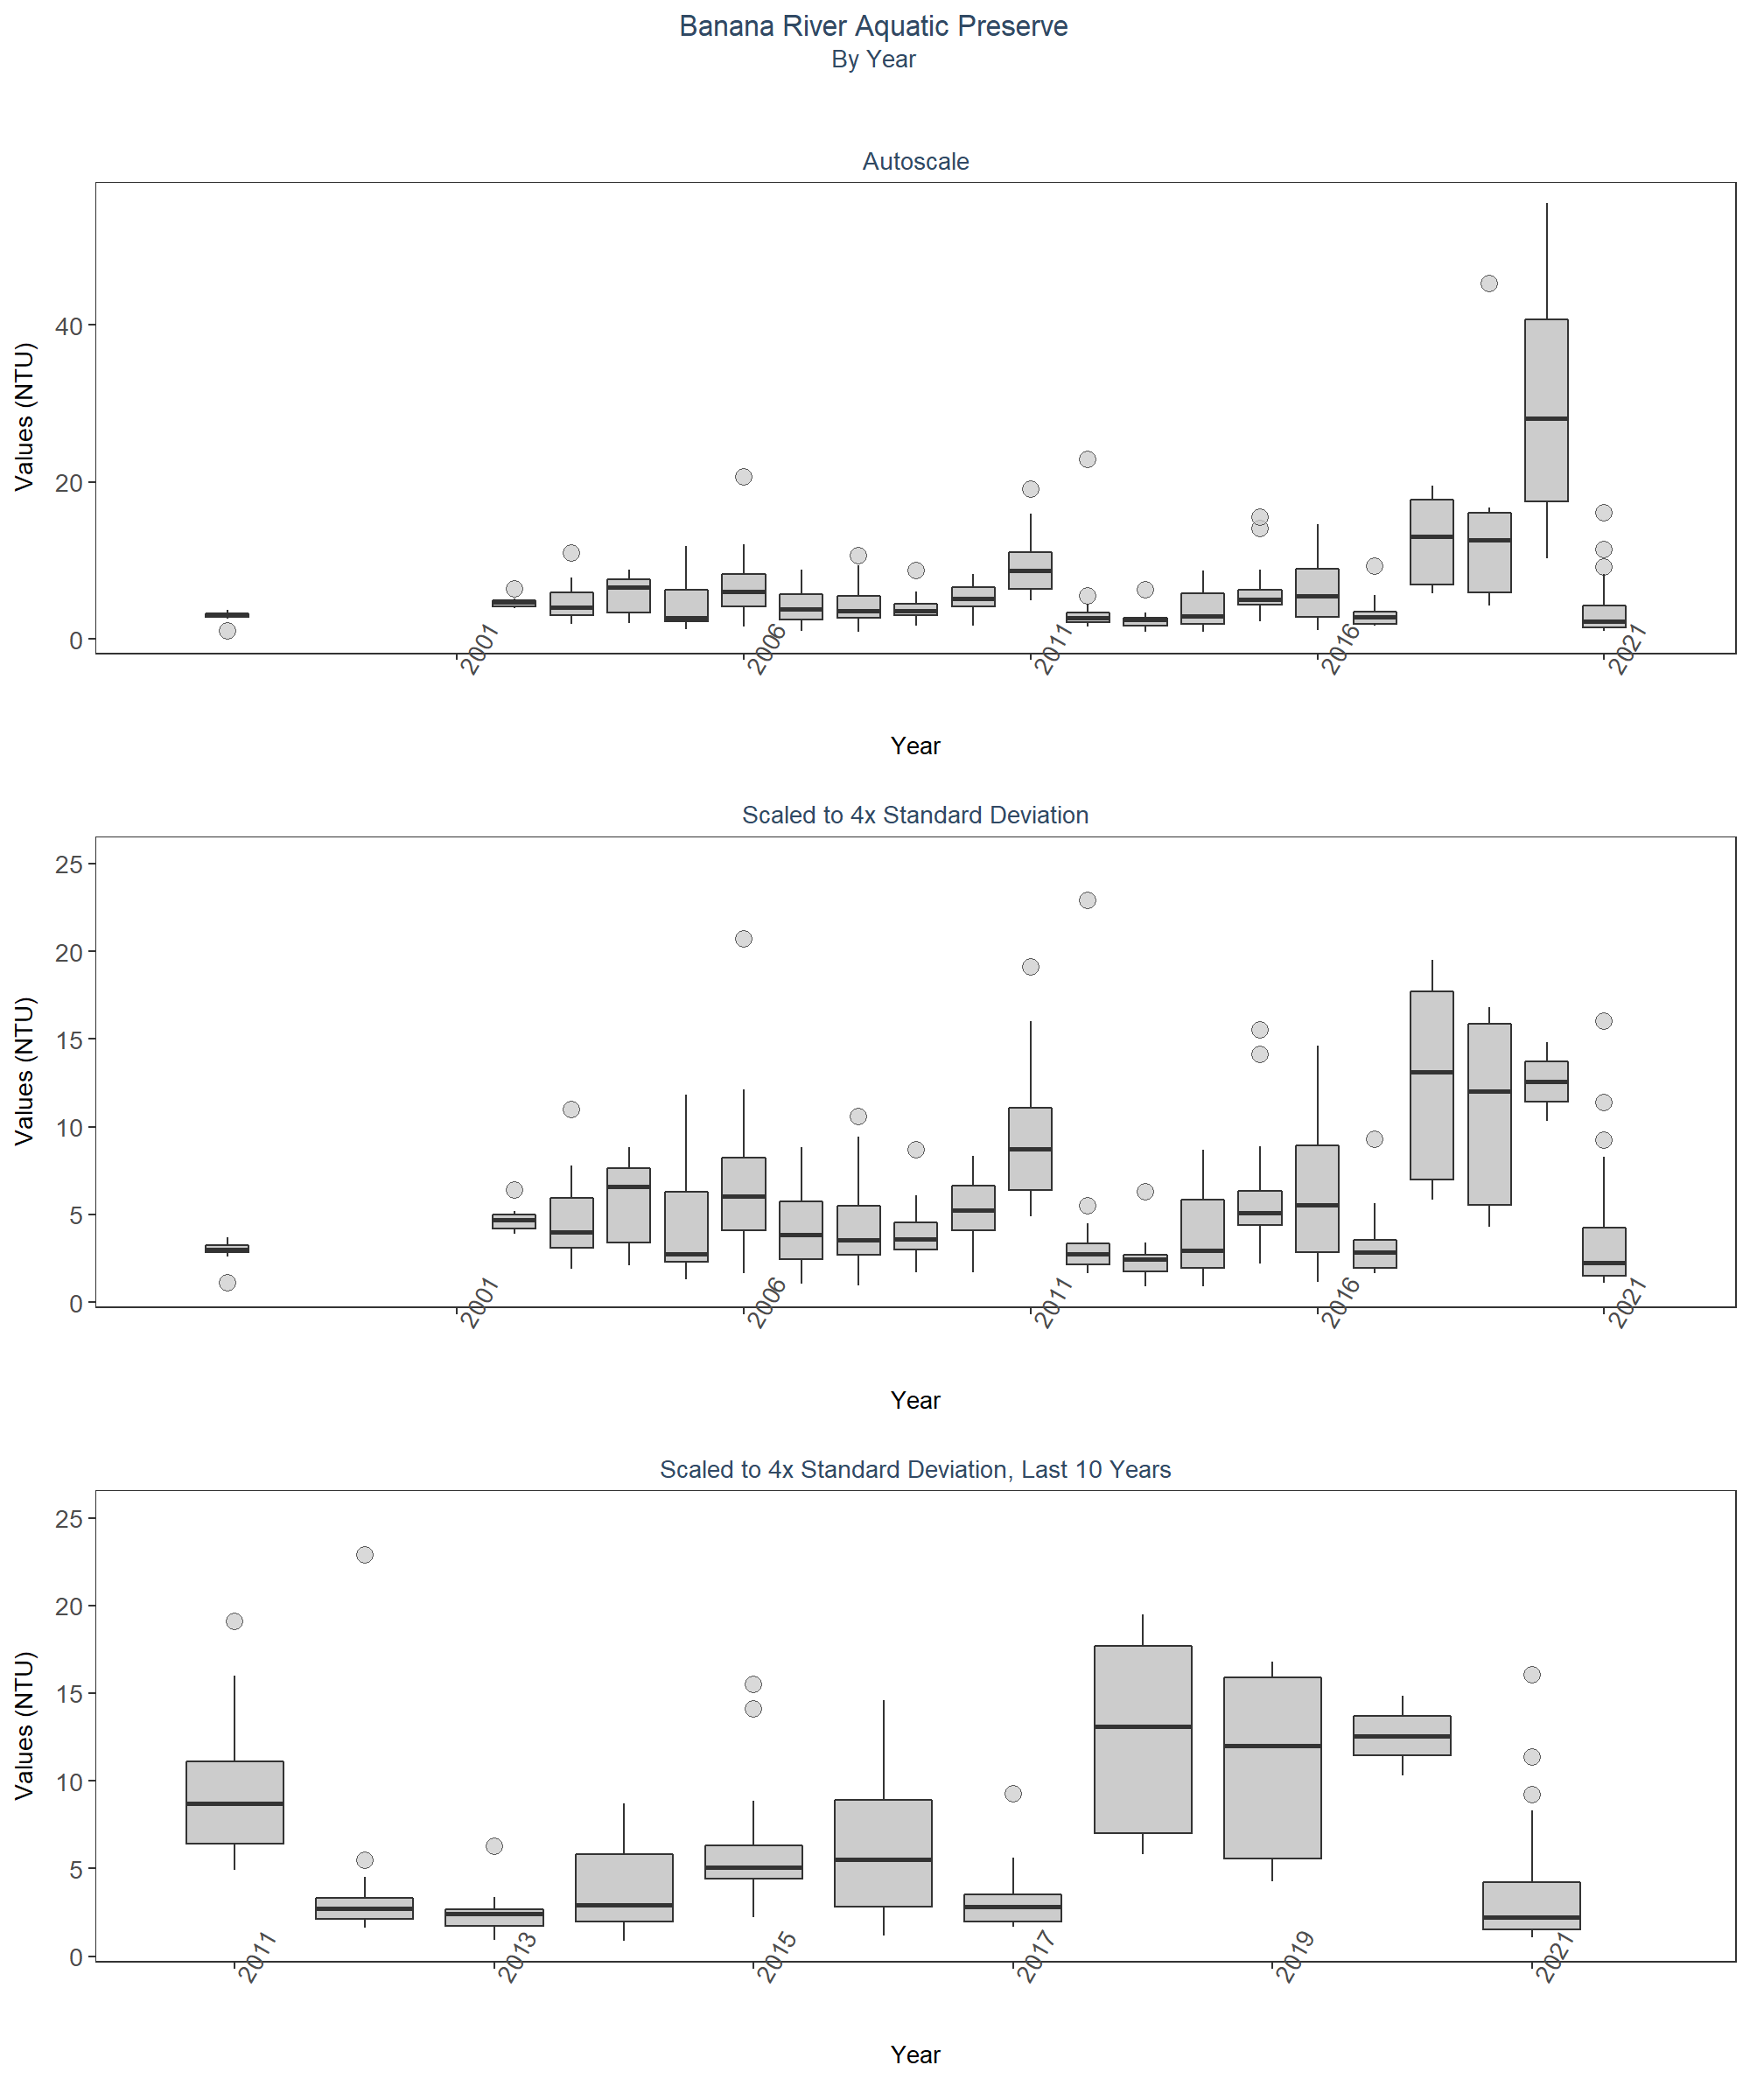 Banana River Aquatic Preserve
By Year
Autoscale
Values (NTU)
40
20
0
2001 2006 2011 2016 2021
Year
Scaled to 4x Standard Deviation
Values (NTU)
25
20
15
10
5
0
2001 2006 2011 2016 2021
Year
Scaled to 4x Standard Deviation, Last 10 Years
Values (NTU)
25
20
15
10
5
0
2011 2013 2015 2017 2019 2021
Year